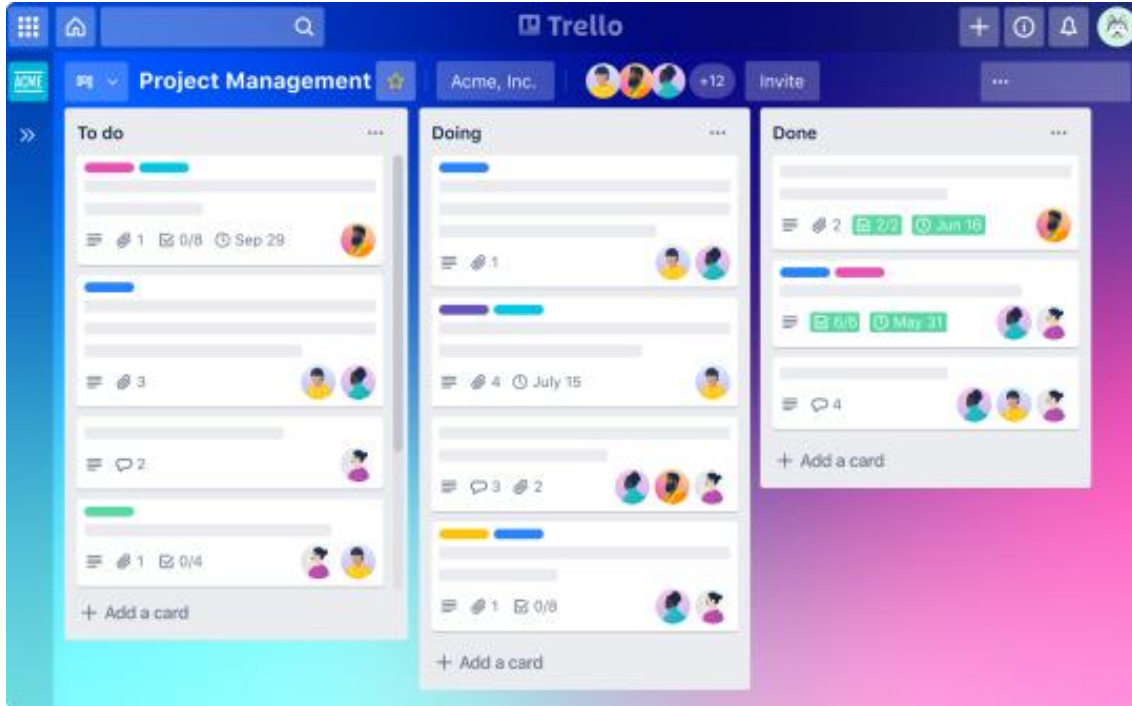 Trello
ACME
Project Management
Acme, Inc.
+12
Invite
To do
1 0/8 Sep 29
3
2
1 0/4
+ Add a card
Doing
1
4 July 15
3 2
1 0/8
+ Add a card
Done
2 2/2 Jun 16
6/6 May 31
4
+ Add a card